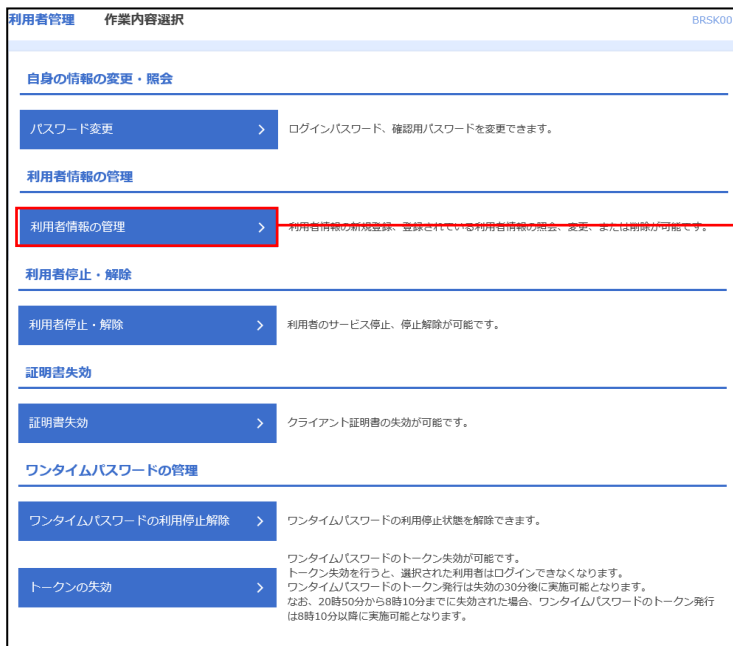 利用者管理 作業内容選択 BRSK00
自身の情報の変更・照会
パスワード変更 ログインパスワード、確認用パスワードを変更できます。
利用者情報の管理
利用者情報の管理 利用者情報の新規登録、登録されている利用者情報の照会、変更、または削除が可能です。
利用者停止・解除
利用者停止・解除 利用者のサービス停止、停止解除が可能です。
証明書失効
証明書失効 クライアント証明書の失効が可能です。
ワンタイムパスワードの管理
ワンタイムパスワードの利用停止解除 ワンタイムパスワードの利用停止状態を解除できます。
トークンの失効
ワンタイムパスワードのトークン失効が可能です。
トークン失効を行うと、選択された利用者はログインできなくなります。
ワンタイムパスワードのトークン発行は失効の30分後に実施可能となります。
なお、20時50分から8時10分までに失効された場合、ワンタイムパスワードのトークン発行
は8時10分以降に実施可能となります。